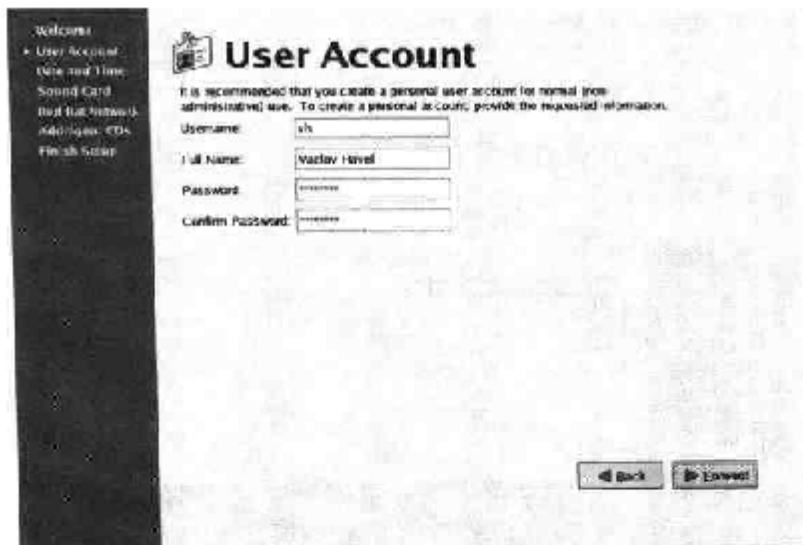 Welcome
User Account
Date and Time
Sound Card
Red Hat Network
Additional CDs
Finish Setup
User Account
It is recommended that you create a personal user account for normal (non-
administrative) use. To create a personal account, provide the requested information.
Username:
Full Name: Vaclav Havel
Password: ********
Confirm Password: ********
Back
Forward